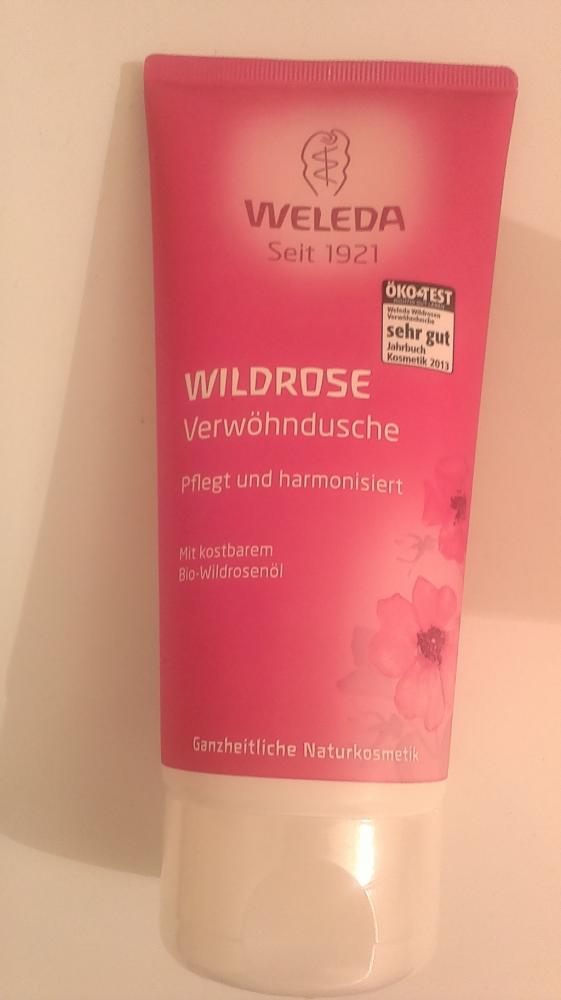 WELEDA
Seit 1921
ÖKO-TEST
Weleda Wildrosen
Verwöhndusche
sehr gut
Jahrbuch
Kosmetik 2013
WILDROSE
Verwöhndusche
Pflegt und harmonisiert
Mit kostbarem
Bio-Wildrosenöl
Ganzheitliche Naturkosmetik